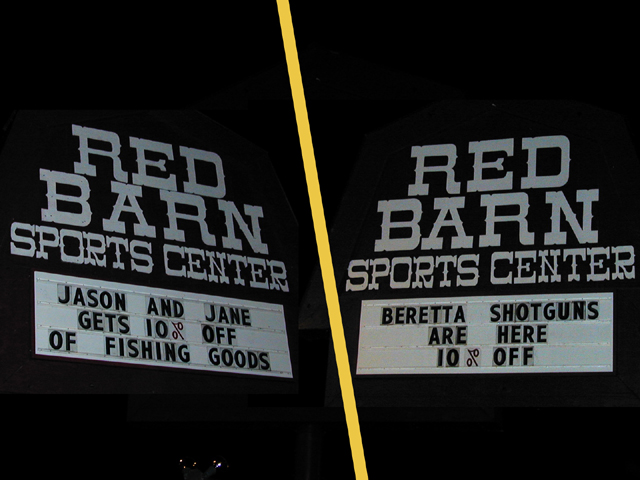 RED
BARN
SPORTS CENTER
JASON AND JANE
GETS 10% OFF
OF FISHING GOODS
RED
BARN
SPORTS CENTER
BERETTA SHOTGUNS
ARE HERE
10% OFF